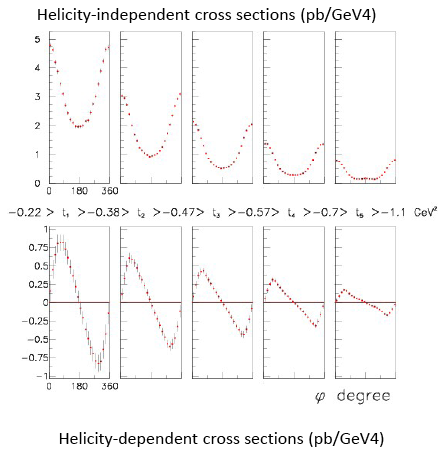 Helicity-independent cross sections (pb/GeV4)
5
4
3
2
1
0
0 180 360
-0.22 > t₁ >-0.38> t₂ >-0.47> t₃ >-0.57> t₄ >-0.7> t₅ >-1.1 GeV²
0.75
0.5
0.25
0
-0.25
-0.5
-0.75
-1
0 180 360
φ degree
Helicity-dependent cross sections (pb/GeV4)